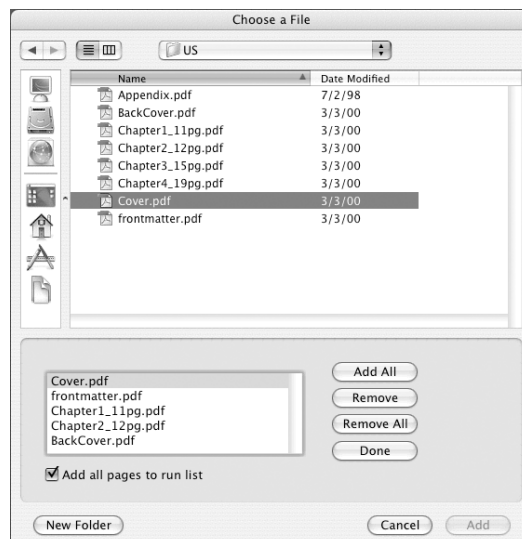 Choose a File
US
Name Date Modified
Appendix.pdf 7/2/98
BackCover.pdf 3/3/00
Chapter1_11pg.pdf 3/3/00
Chapter2_12pg.pdf 3/3/00
Chapter3_15pg.pdf 3/3/00
Chapter4_19pg.pdf 3/3/00
Cover.pdf 3/3/00
frontmatter.pdf 3/3/00
Cover.pdf
frontmatter.pdf
Chapter1_11pg.pdf
Chapter2_12pg.pdf
BackCover.pdf
Add All
Remove
Remove All
Done
Add all pages to run list
New Folder Cancel Add